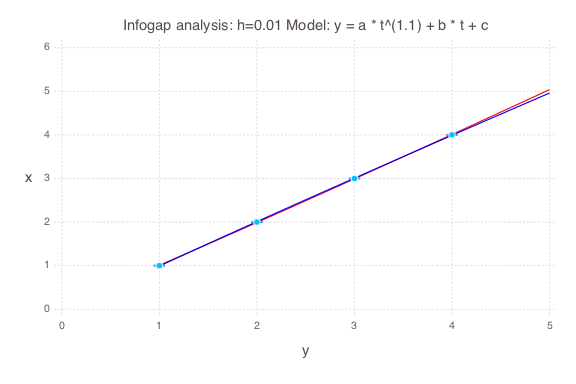 Infogap analysis: h=0.01 Model: y = a * t^(1.1) + b * t + c
6
5
4
x
3
2
1
0
0 1 2 3 4 5
y